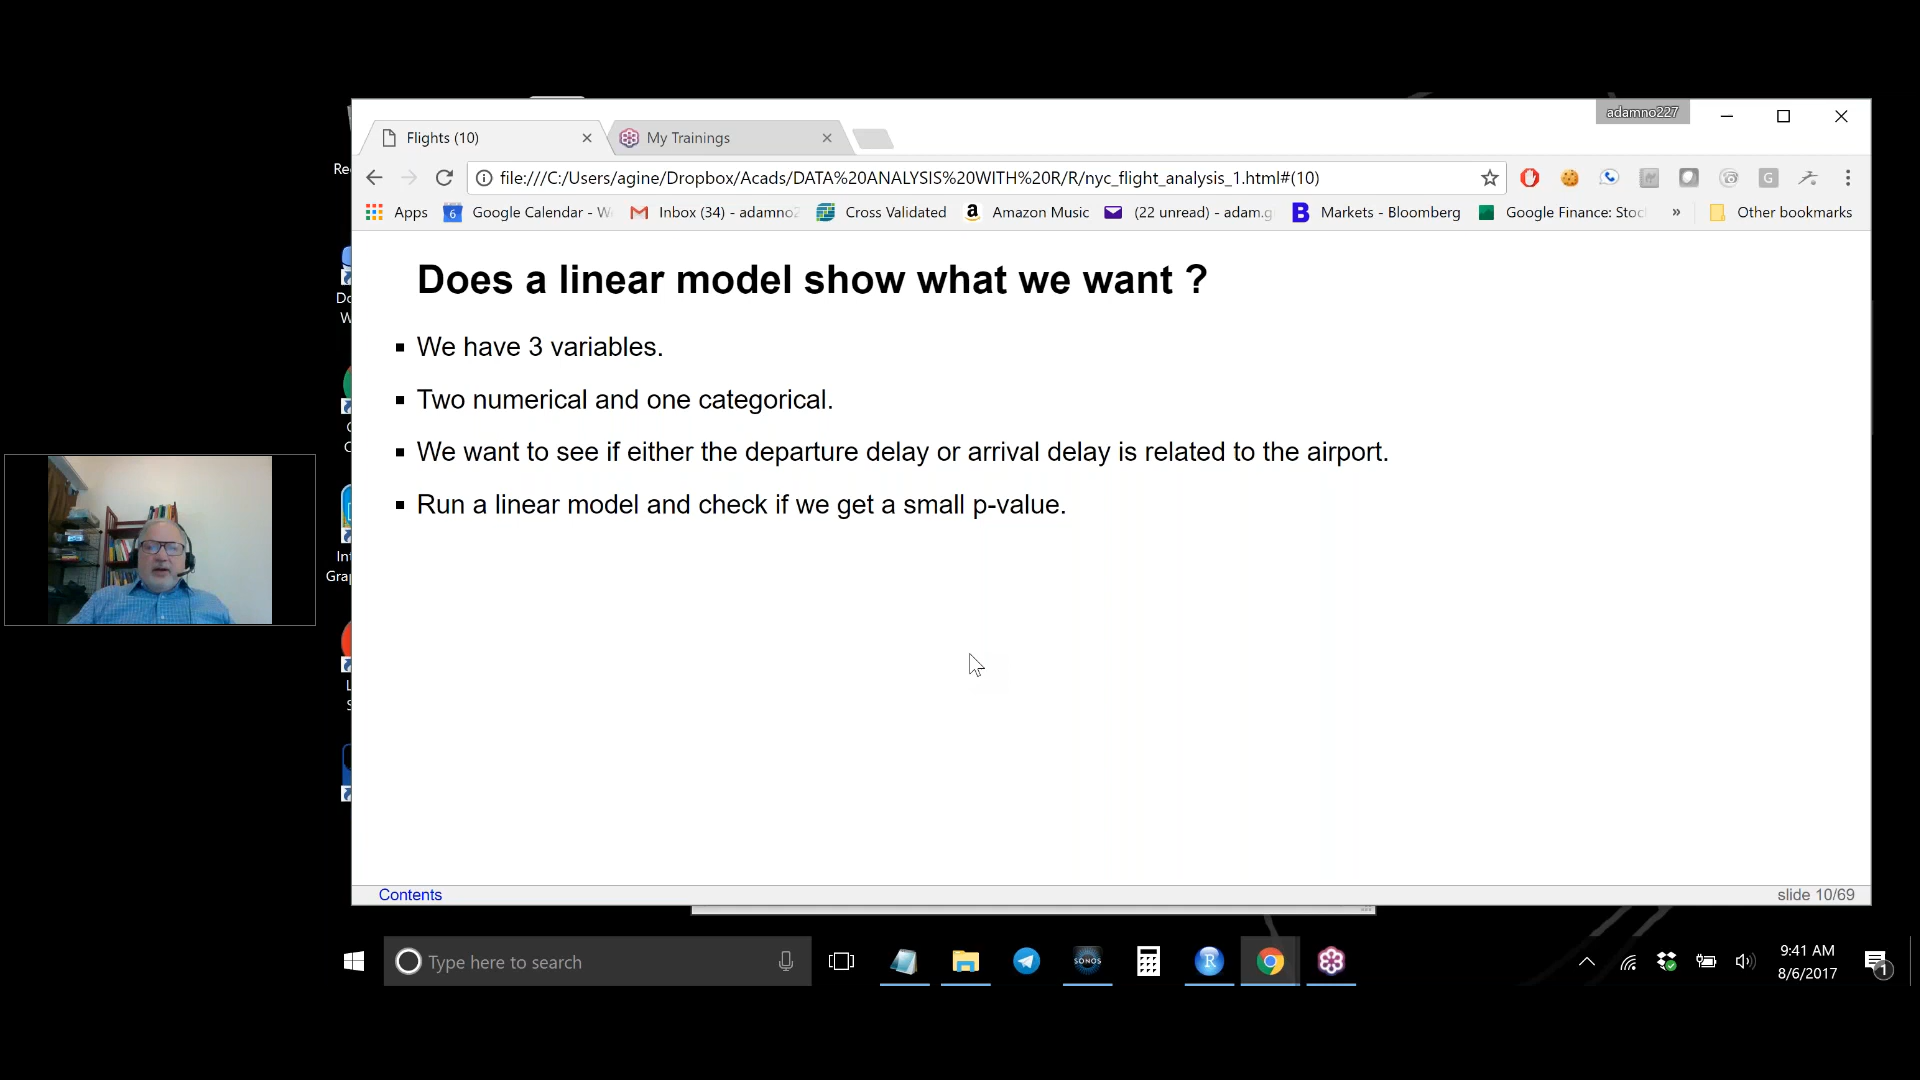 adamno227
Flights (10)
My Trainings
file:///C:/Users/agine/Dropbox/Acads/DATA%20ANALYSIS%20WITH%20R/R/nyc_flight_analysis_1.html#(10)
Apps
6
Google Calendar - W
Inbox (34) - adamno2
Cross Validated
a
Amazon Music
(22 unread) - adam.g
B
Markets - Bloomberg
Google Finance: Stoc
»
Other bookmarks
G
Does a linear model show what we want ?
We have 3 variables.
Two numerical and one categorical.
We want to see if either the departure delay or arrival delay is related to the airport.
Run a linear model and check if we get a small p-value.
Contents
slide 10/69
Type here to search
SONOS
R
9:41 AM
8/6/2017
1